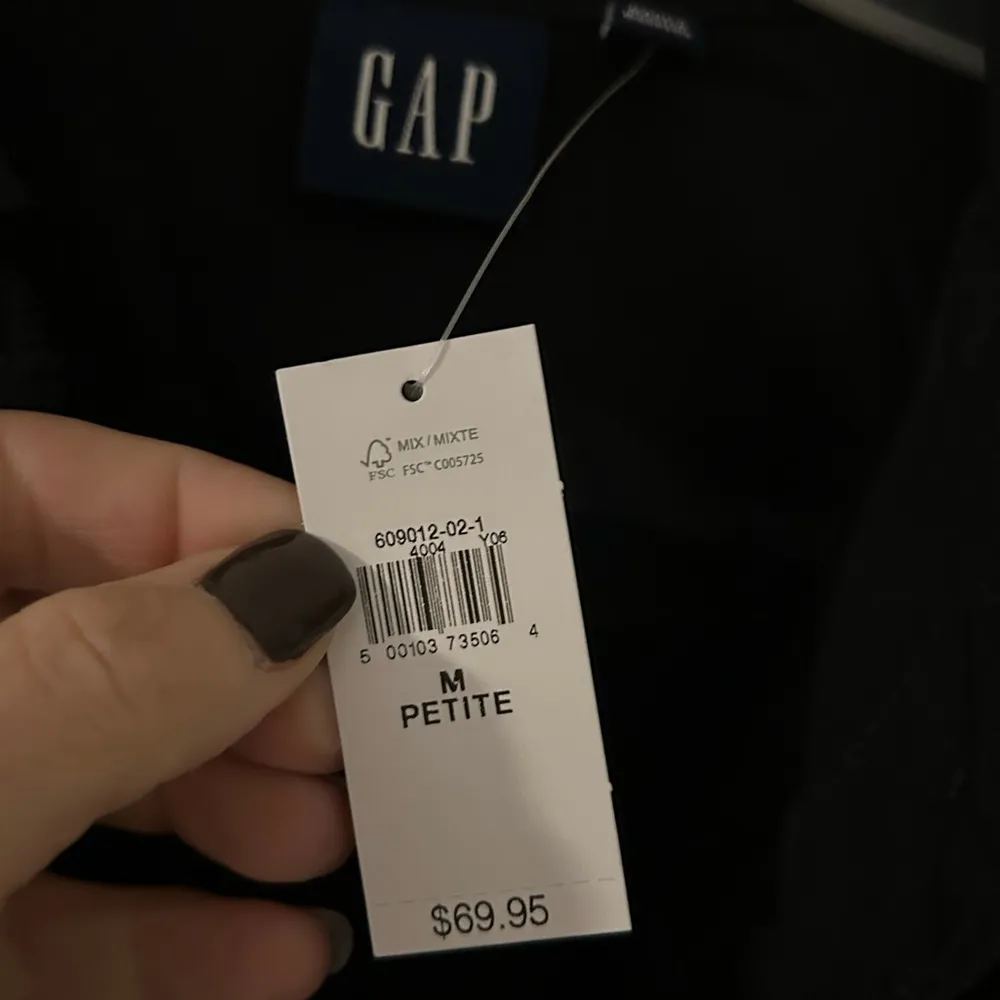 GAP
MIX / MIXTE
FSC FSC™ C005725
609012-02-1
4004 Y06
5 00103 73506 4
M
PETITE
$69.95